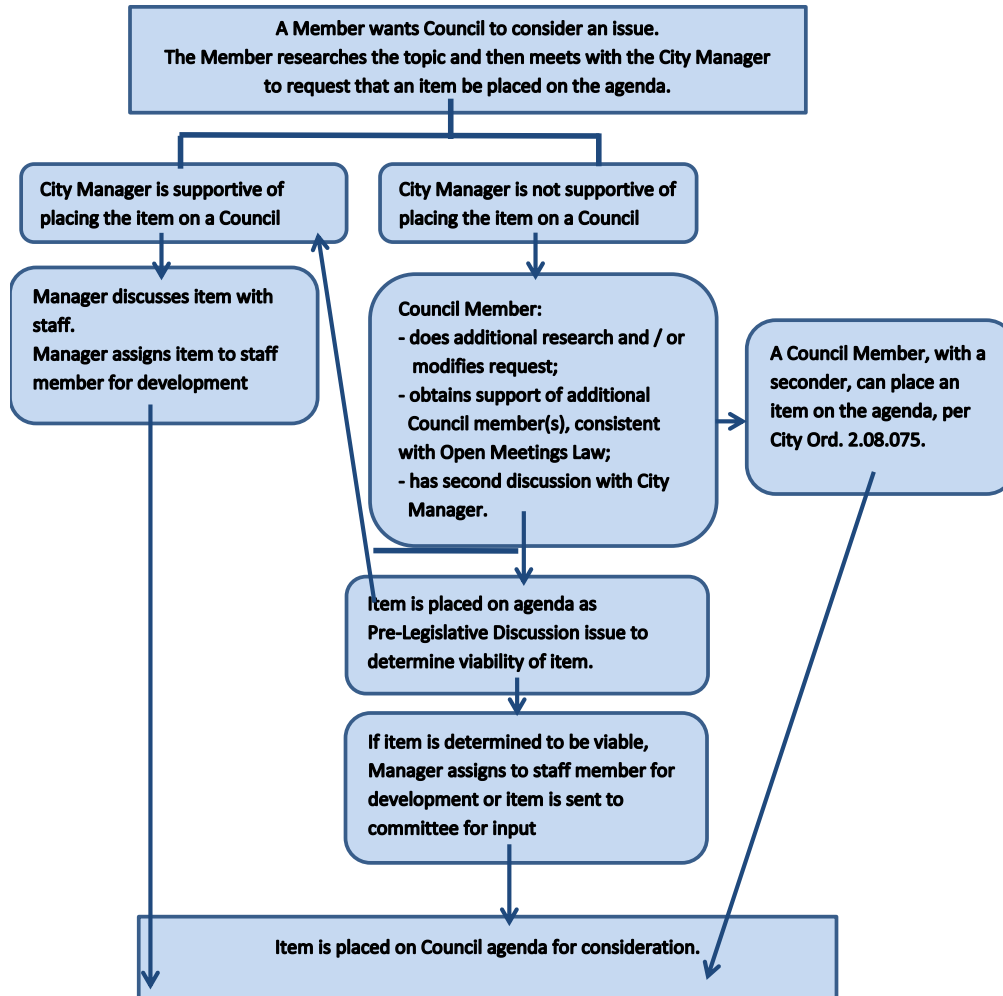 A Member wants Council to consider an issue.
The Member researches the topic and then meets with the City Manager
to request that an item be placed on the agenda.
City Manager is supportive of
placing the item on a Council
City Manager is not supportive of
placing the item on a Council
Manager discusses item with
staff.
Manager assigns item to staff
member for development
Council Member:
- does additional research and / or
modifies request;
- obtains support of additional
Council member(s), consistent
with Open Meetings Law;
- has second discussion with City
Manager.
A Council Member, with a
seconder, can place an
item on the agenda, per
City Ord. 2.08.075.
Item is placed on agenda as
Pre-Legislative Discussion issue to
determine viability of item.
If item is determined to be viable,
Manager assigns to staff member for
development or item is sent to
committee for input
Item is placed on Council agenda for consideration.